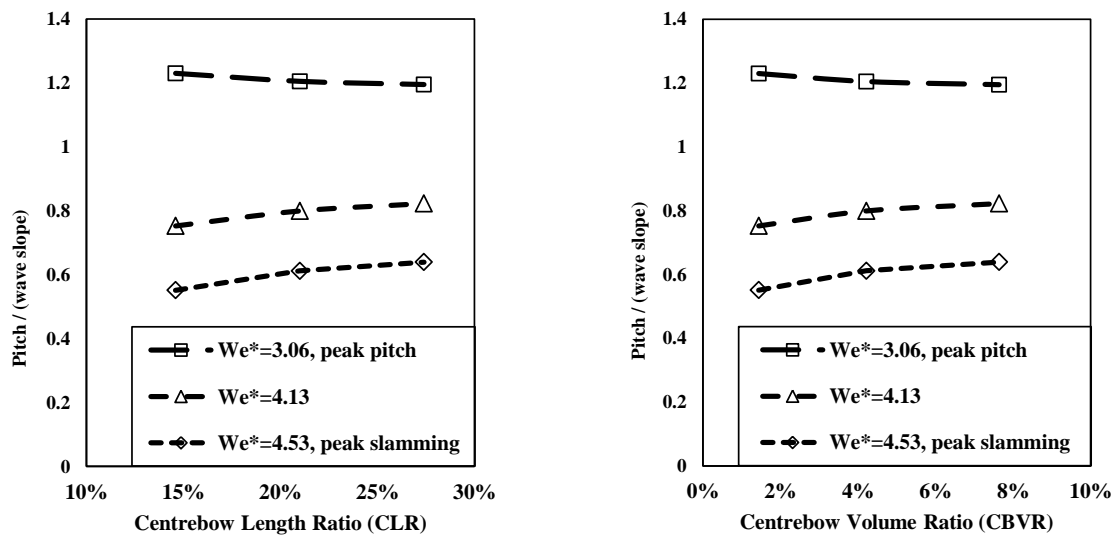 1.4
1.2
1
0.8
0.6
0.4
0.2
0
Pitch / (wave slope)
We*=3.06, peak pitch
We*=4.13
We*=4.53, peak slamming
10%
15%
20%
25%
30%
Centrebow Length Ratio (CLR)
1.4
1.2
1
0.8
0.6
0.4
0.2
0
Pitch / (wave slope)
We*=3.06, peak pitch
We*=4.13
We*=4.53, peak slamming
0%
2%
4%
6%
8%
10%
Centrebow Volume Ratio (CBVR)